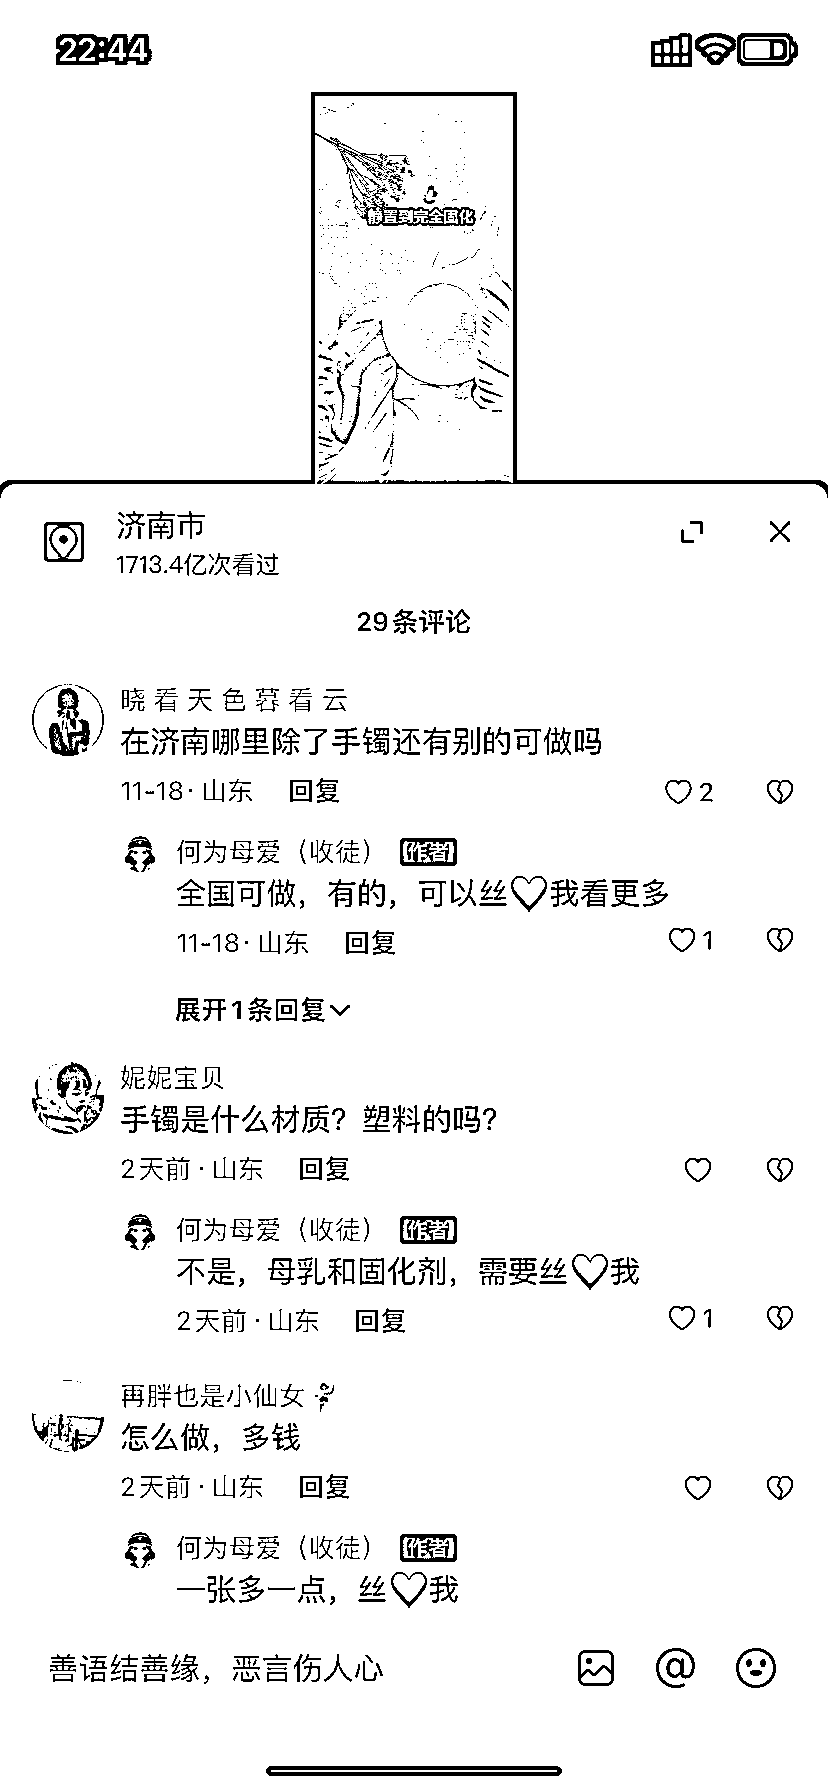 22:44
静置到完全固化
济南市
1713.4亿次看过
29条评论
晓看天色暮看云
在济南哪里除了手镯还有别的可做吗
11-18·山东 回复
2
何为母爱（收徒） 作者
全国可做，有的，可以丝♡我看更多
11-18·山东 回复
1
展开1条回复
妮妮宝贝
手镯是什么材质？塑料的吗？
2天前·山东 回复
何为母爱（收徒） 作者
不是，母乳和固化剂，需要丝♡我
2天前·山东 回复
1
再胖也是小仙女
怎么做，多钱
2天前·山东 回复
何为母爱（收徒） 作者
一张多一点，丝♡我
善语结善缘，恶言伤人心